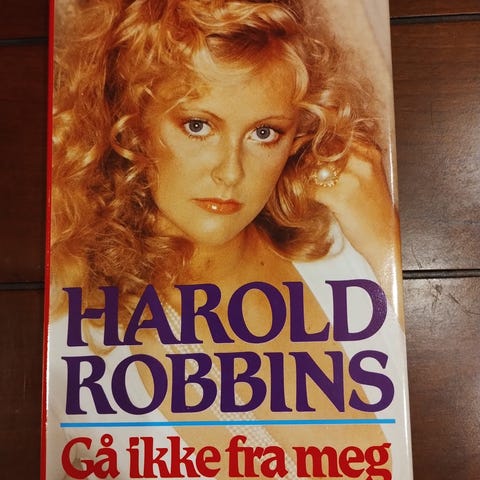 HAROLD
ROBBINS
Gå ikke fra meg